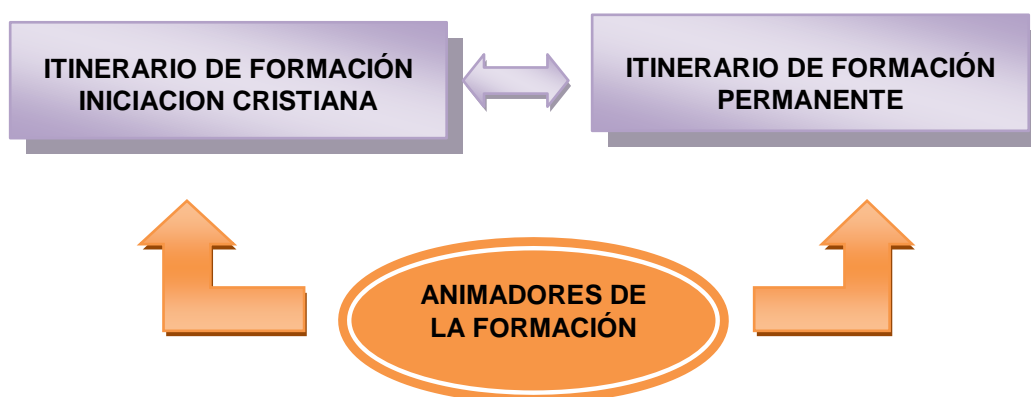 ITINERARIO DE FORMACIÓN
INICIACION CRISTIANA
ITINERARIO DE FORMACIÓN
PERMANENTE
ANIMADORES DE
LA FORMACIÓN